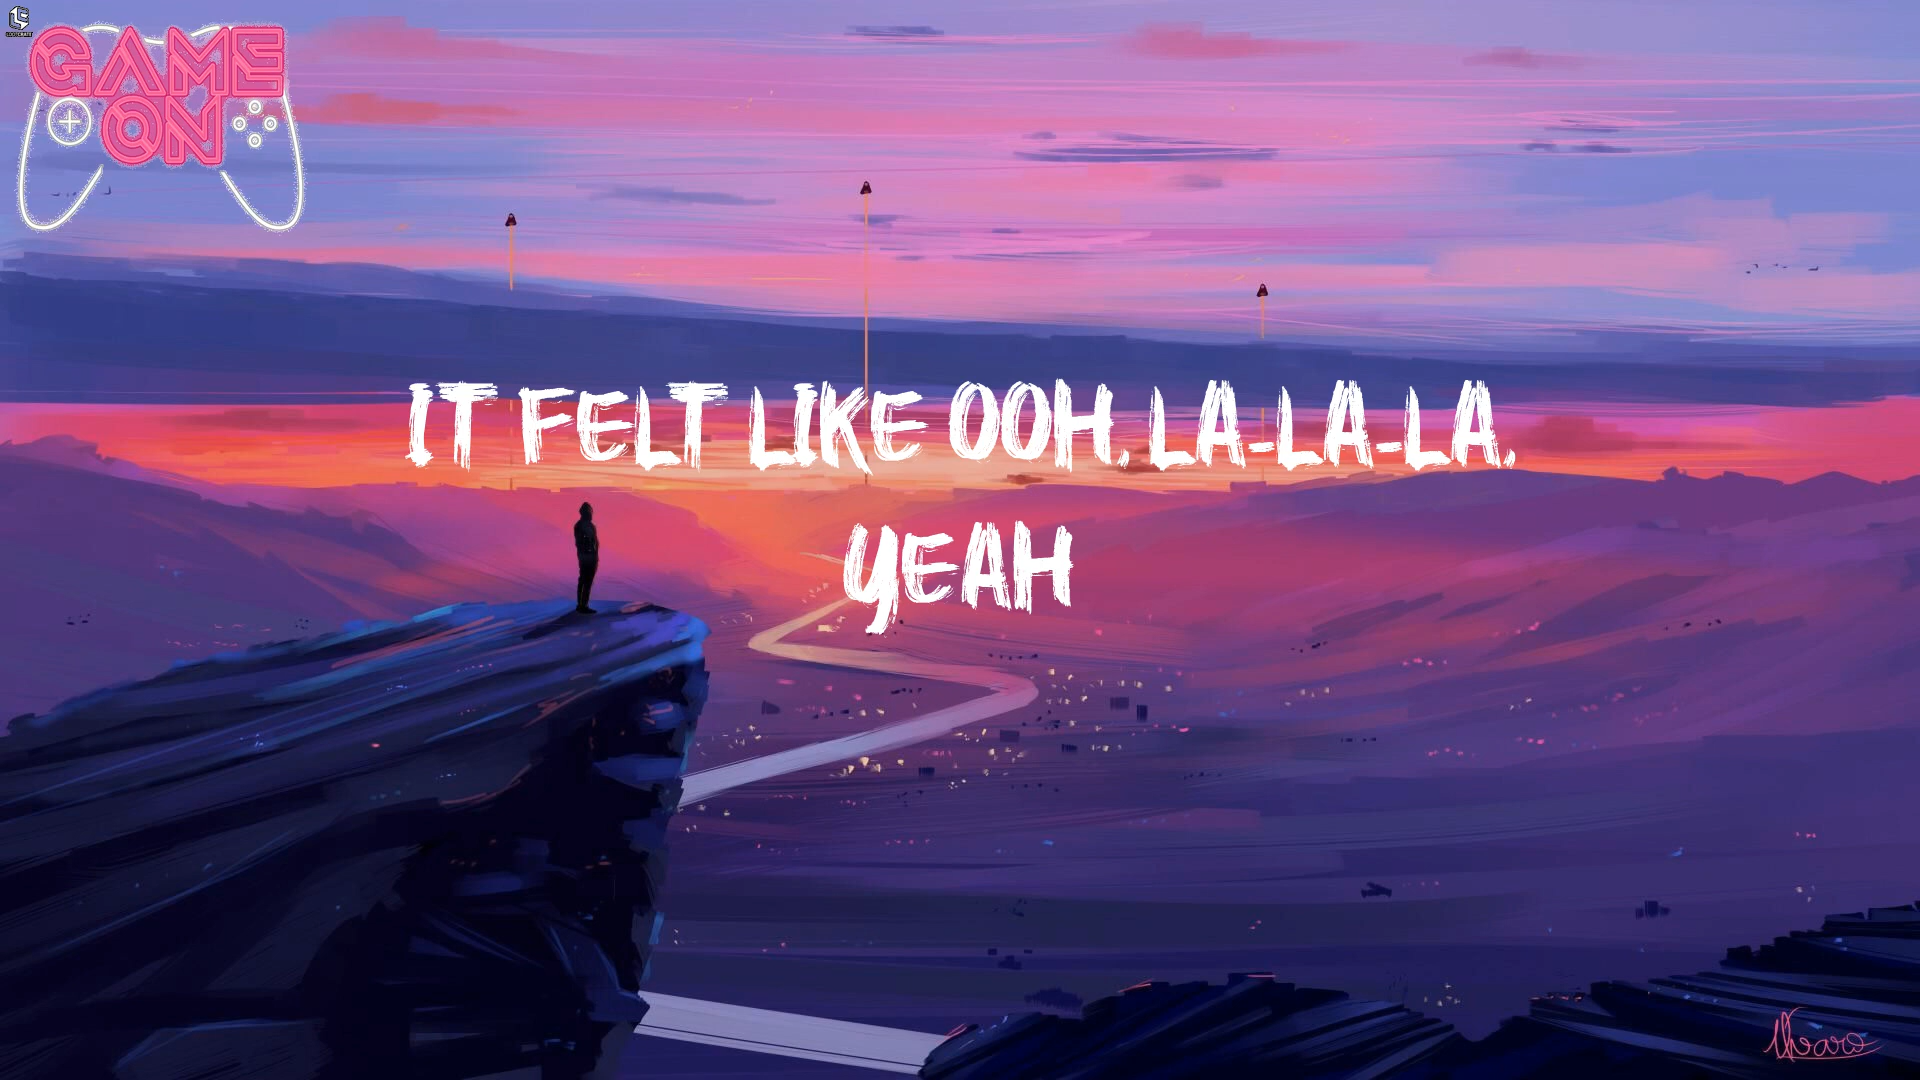 GAME
ON
IT FELT LIKE OOH, LA-LA-LA,
YEAH